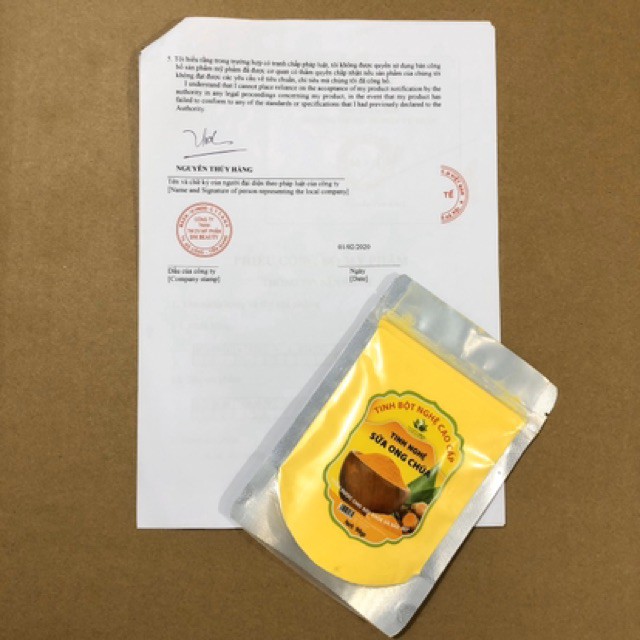 5. Tôi hiểu rằng trong trường hợp có tranh chấp pháp luật, tôi không được quyền sử dụng bản công
bố sản phẩm mỹ phẩm đã được cơ quan có thẩm quyền chấp nhận nếu sản phẩm của chúng tôi
không đạt được các yêu cầu về tiêu chuẩn, chỉ tiêu mà chúng tôi đã công bố.
I understand that I cannot place reliance on the acceptance of my product notification by the
authority in any legal proceedings concerning my product, in the event that my product has
failed to conform to any of the standards or specifications that I had previously declared to the
Authority.
NGUYỄN THÚY HẰNG
Tên và chữ ký của người đại diện theo pháp luật của công ty
[Name and Signature of person representing the local company]
TẾ
CÔNG TY
TNHH
BEAUTY
01/02/2020
Dấu của công ty
[Company stamp]
Ngày
[Date]
TINH BỘT NGHỆ CAO CẤP
TINH NGHỆ
SỮA ONG CHÚA